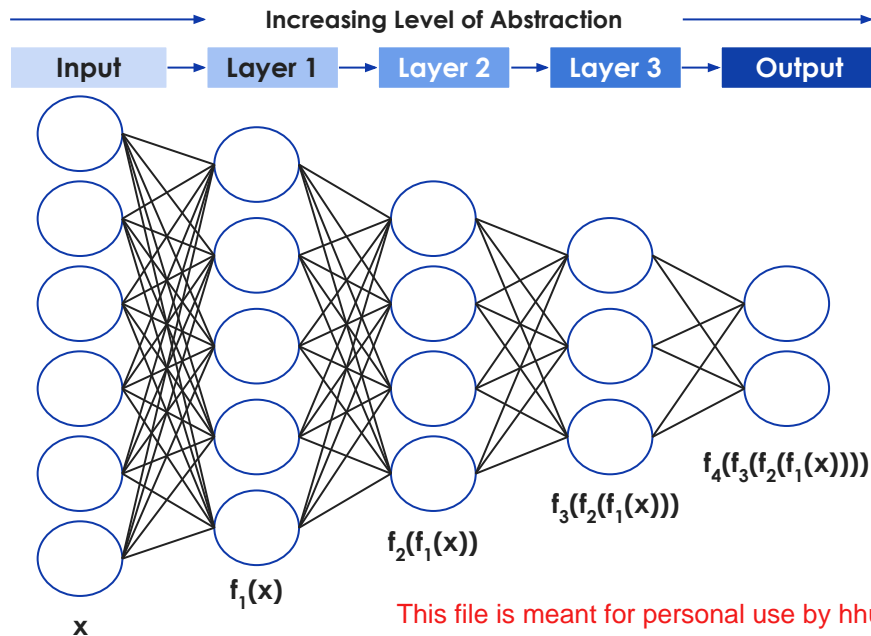 Increasing Level of Abstraction
Input
Layer 1
Layer 2
Layer 3
Output
f₄(f₃(f₂(f₁(x))))
f₃(f₂(f₁(x)))
f₂(f₁(x))
f₁(x)
x
This file is meant for personal use by hhu